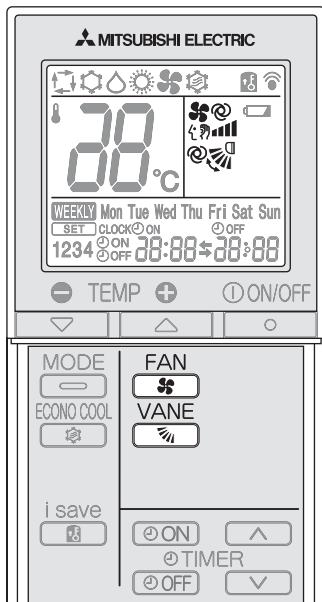 MITSUBISHI ELECTRIC
88°C
WEEKLY Mon Tue Wed Thu Fri Sat Sun
SET CLOCK ON OFF
1234 ON OFF 88:88 88:88
TEMP ON/OFF
MODE FAN
ECONO COOL VANE
i save
ON
TIMER
OFF